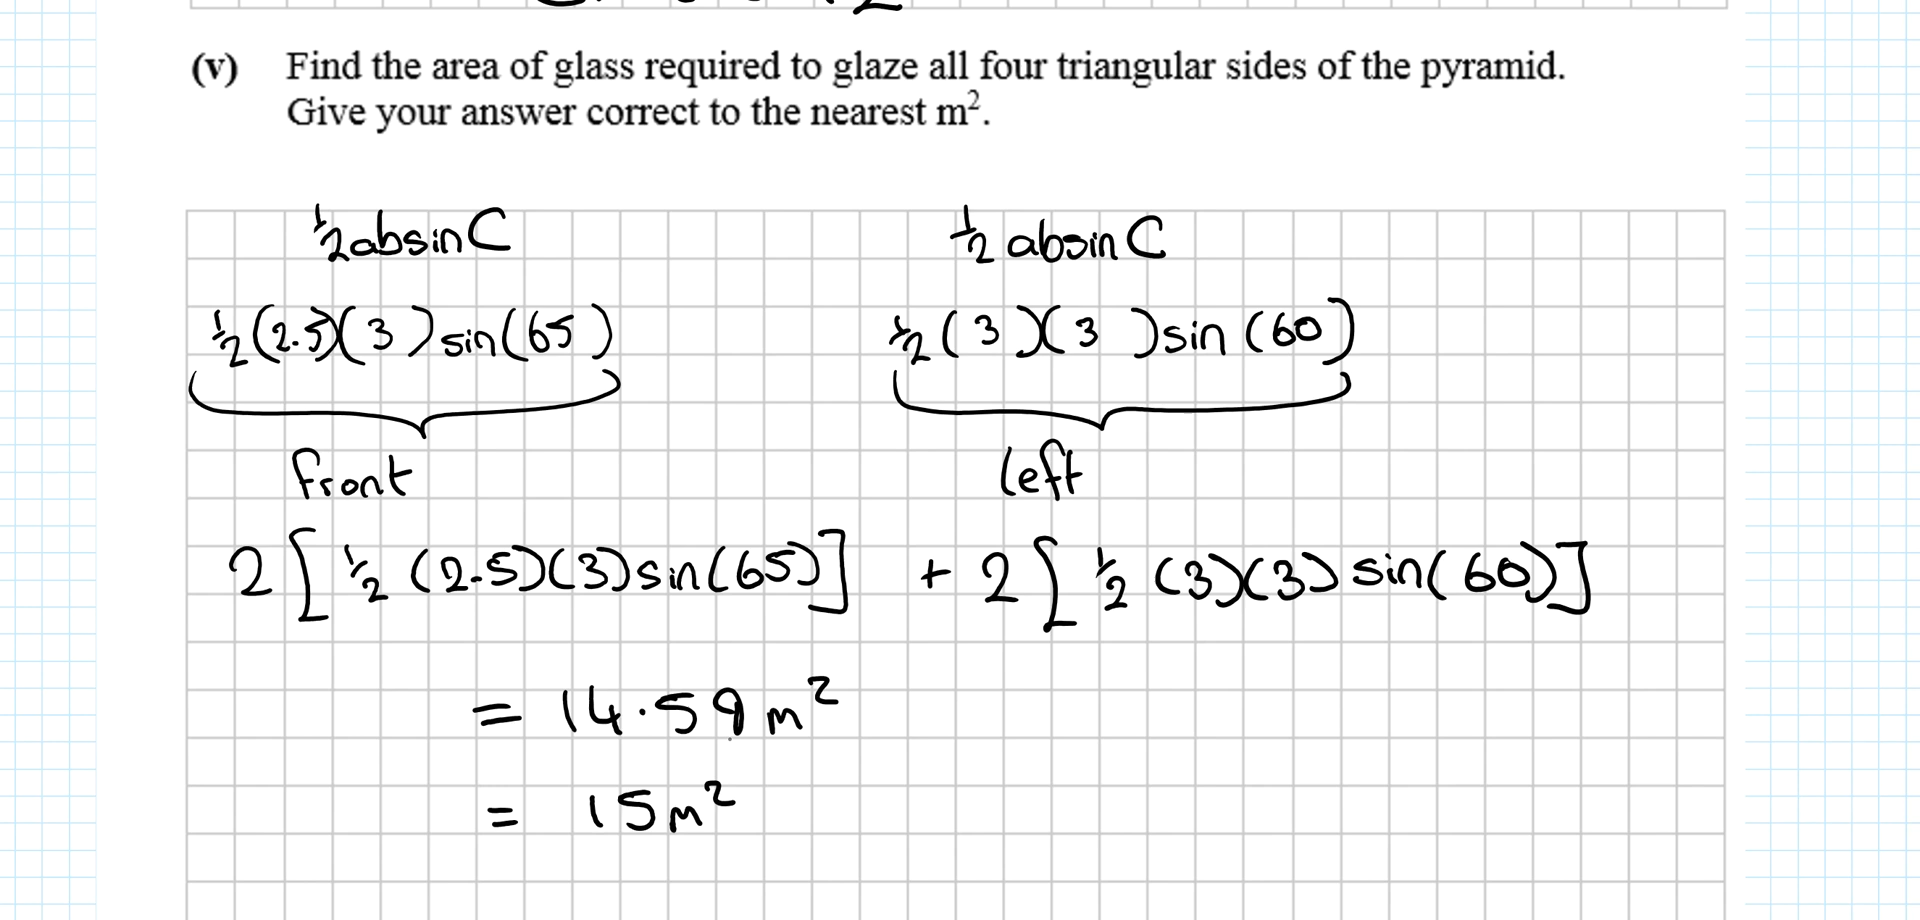 (v) Find the area of glass required to glaze all four triangular sides of the pyramid.
Give your answer correct to the nearest m².
½absinC ½ absinC
½(2.5)(3)sin(65) ½(3)(3)sin(60)
front left
2[½(2.5)(3)sin(65)] + 2[½(3)(3)sin(60)]
= 14.59m²
= 15m²